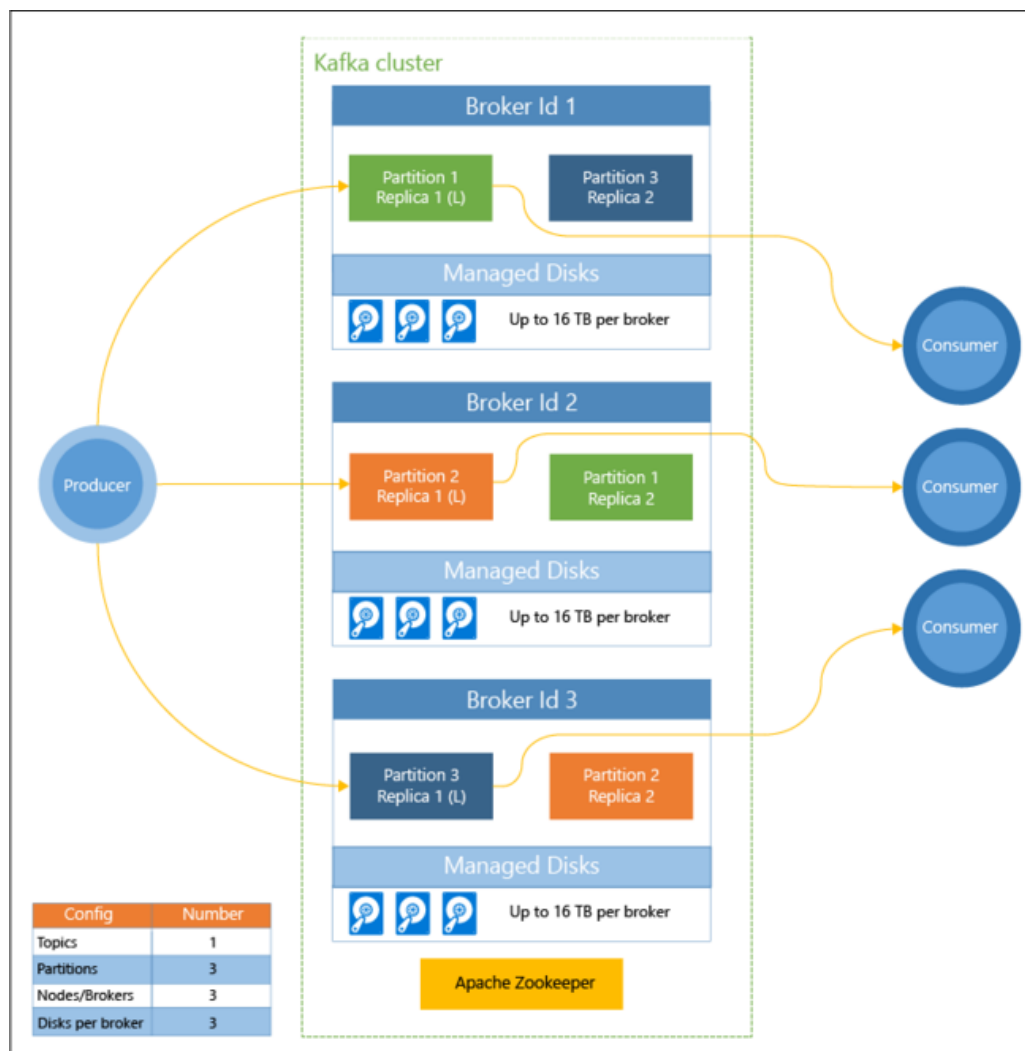 Kafka cluster
Broker Id 1
Partition 1
Replica 1 (L)
Partition 3
Replica 2
Managed Disks
Up to 16 TB per broker
Consumer
Broker Id 2
Producer
Partition 2
Replica 1 (L)
Partition 1
Replica 2
Consumer
Managed Disks
Up to 16 TB per broker
Consumer
Broker Id 3
Partition 3
Replica 1 (L)
Partition 2
Replica 2
Managed Disks
Up to 16 TB per broker
Config Number
Topics 1
Partitions 3
Nodes/Brokers 3
Disks per broker 3
Apache Zookeeper